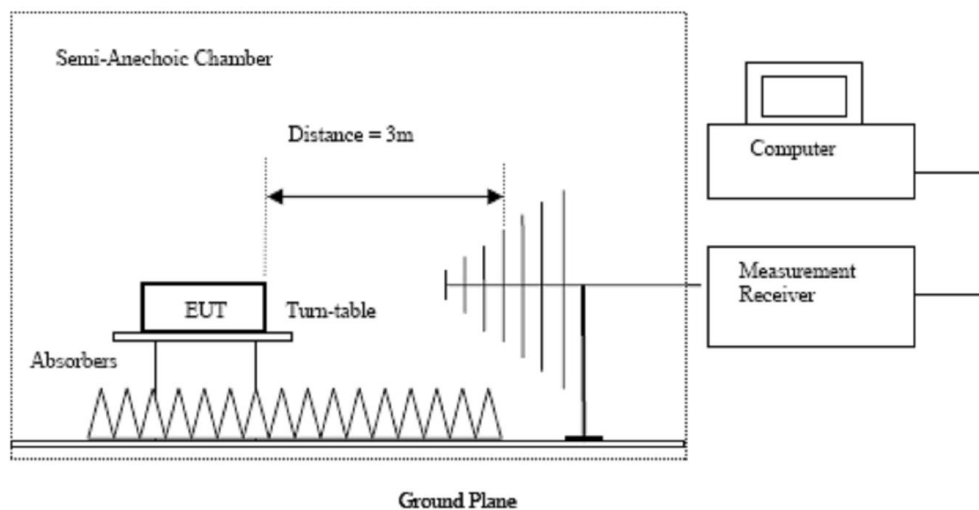 Semi-Anechoic Chamber
Distance = 3m
Computer
Measurement
Receiver
EUT
Turn-table
Absorbers
Ground Plane